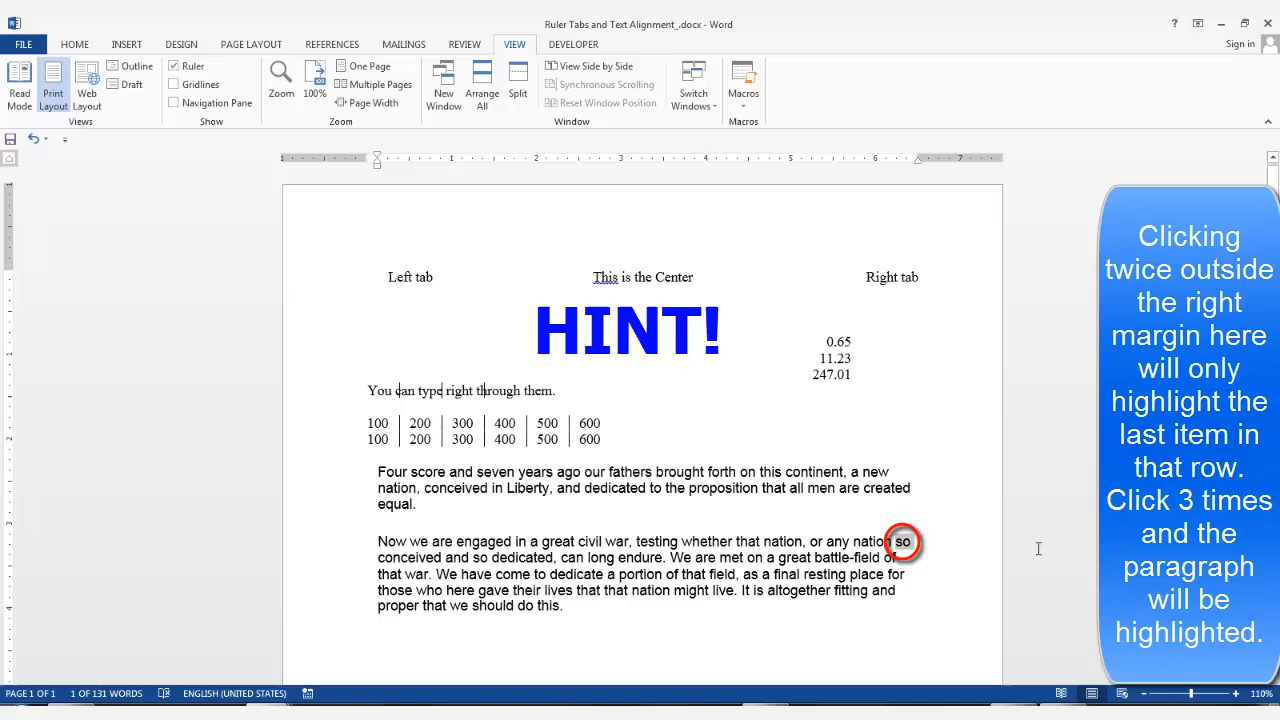 Ruler Tabs and Text Alignment_.docx - Word
FILE HOME INSERT DESIGN PAGE LAYOUT REFERENCES MAILINGS REVIEW VIEW DEVELOPER Sign in
Read Mode
Print Layout
Web Layout
Outline
Draft
Views
Ruler
Gridlines
Navigation Pane
Show
Zoom
100%
One Page
Multiple Pages
Page Width
Zoom
New Window
Arrange All
Split
View Side by Side
Synchronous Scrolling
Reset Window Position
Window
Switch Windows
Macros
Macros
1 1 2 3 4 5 6 7
Left tab This is the Center Right tab
HINT!
0.65
11.23
247.01
You can type right through them.
100 200 300 400 500 600
100 200 300 400 500 600
Four score and seven years ago our fathers brought forth on this continent, a new
nation, conceived in Liberty, and dedicated to the proposition that all men are created
equal.
Now we are engaged in a great civil war, testing whether that nation, or any nation so
conceived and so dedicated, can long endure. We are met on a great battle-field of
that war. We have come to dedicate a portion of that field, as a final resting place for
those who here gave their lives that that nation might live. It is altogether fitting and
proper that we should do this.
Clicking
twice outside
the right
margin here
will only
highlight the
last item in
that row.
Click 3 times
and the
paragraph
will be
highlighted.
PAGE 1 OF 1 1 OF 131 WORDS ENGLISH (UNITED STATES) 110%